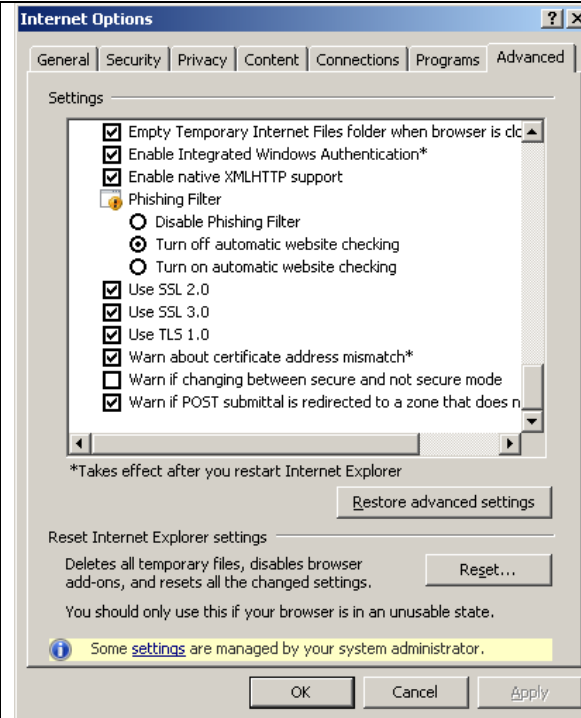 Internet Options
General Security Privacy Content Connections Programs Advanced
Settings
Empty Temporary Internet Files folder when browser is clo
Enable Integrated Windows Authentication*
Enable native XMLHTTP support
Phishing Filter
Disable Phishing Filter
Turn off automatic website checking
Turn on automatic website checking
Use SSL 2.0
Use SSL 3.0
Use TLS 1.0
Warn about certificate address mismatch*
Warn if changing between secure and not secure mode
Warn if POST submittal is redirected to a zone that does n
*Takes effect after you restart Internet Explorer
Restore advanced settings
Reset Internet Explorer settings
Deletes all temporary files, disables browser
add-ons, and resets all the changed settings.
Reset...
You should only use this if your browser is in an unusable state.
Some settings are managed by your system administrator.
OK Cancel Apply